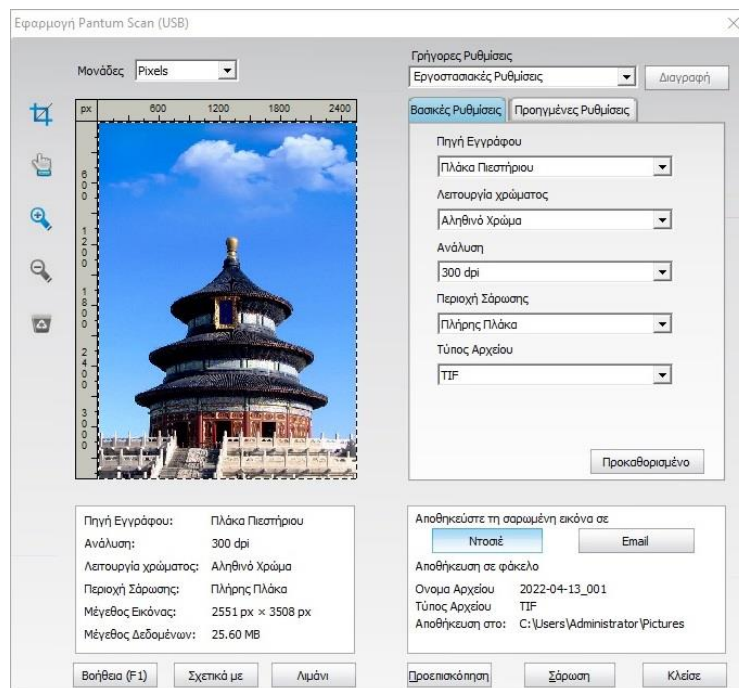 Εφαρμογή Pantum Scan (USB)
Μονάδες Pixels
px 600 1200 1800 2400
600
1200
1800
2400
3000
Γρήγορες Ρυθμίσεις
Εργοστασιακές Ρυθμίσεις Διαγραφή
Βασικές Ρυθμίσεις Προηγμένες Ρυθμίσεις
Πηγή Εγγράφου
Πλάκα Πιεστήριου
Λειτουργία χρώματος
Αληθινό Χρώμα
Ανάλυση
300 dpi
Περιοχή Σάρωσης
Πλήρης Πλάκα
Τύπος Αρχείου
TIF
Προκαθορισμένο
Πηγή Εγγράφου: Πλάκα Πιεστήριου
Ανάλυση: 300 dpi
Λειτουργία χρώματος: Αληθινό Χρώμα
Περιοχή Σάρωσης: Πλήρης Πλάκα
Μέγεθος Εικόνας: 2551 px × 3508 px
Μέγεθος Δεδομένων: 25.60 MB
Αποθηκεύστε τη σαρωμένη εικόνα σε
Ντοσιέ Email
Αποθήκευση σε φάκελο
Ονομα Αρχείου 2022-04-13_001
Τύπος Αρχείου TIF
Αποθήκευση στο: C:\Users\Administrator\Pictures
Βοήθεια (F1) Σχετικά με Λιμάνι Προεπισκόπηση Σάρωση Κλείσε